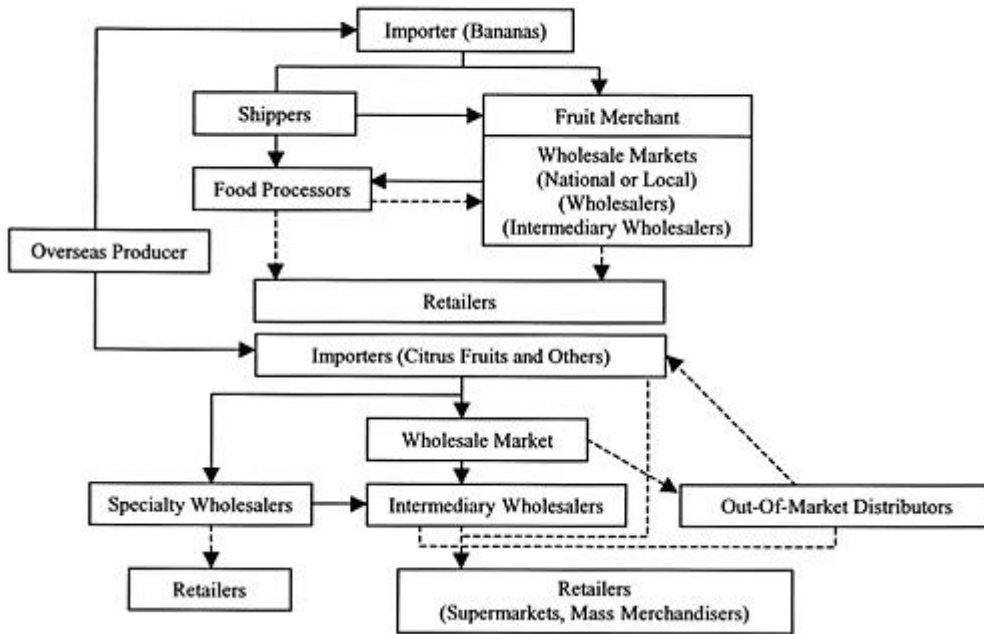 Importer (Bananas)
Shippers
Fruit Merchant
Wholesale Markets
(National or Local)
(Wholesalers)
(Intermediary Wholesalers)
Food Processors
Overseas Producer
Retailers
Importers (Citrus Fruits and Others)
Wholesale Market
Specialty Wholesalers
Intermediary Wholesalers
Out-Of-Market Distributors
Retailers
Retailers
(Supermarkets, Mass Merchandisers)